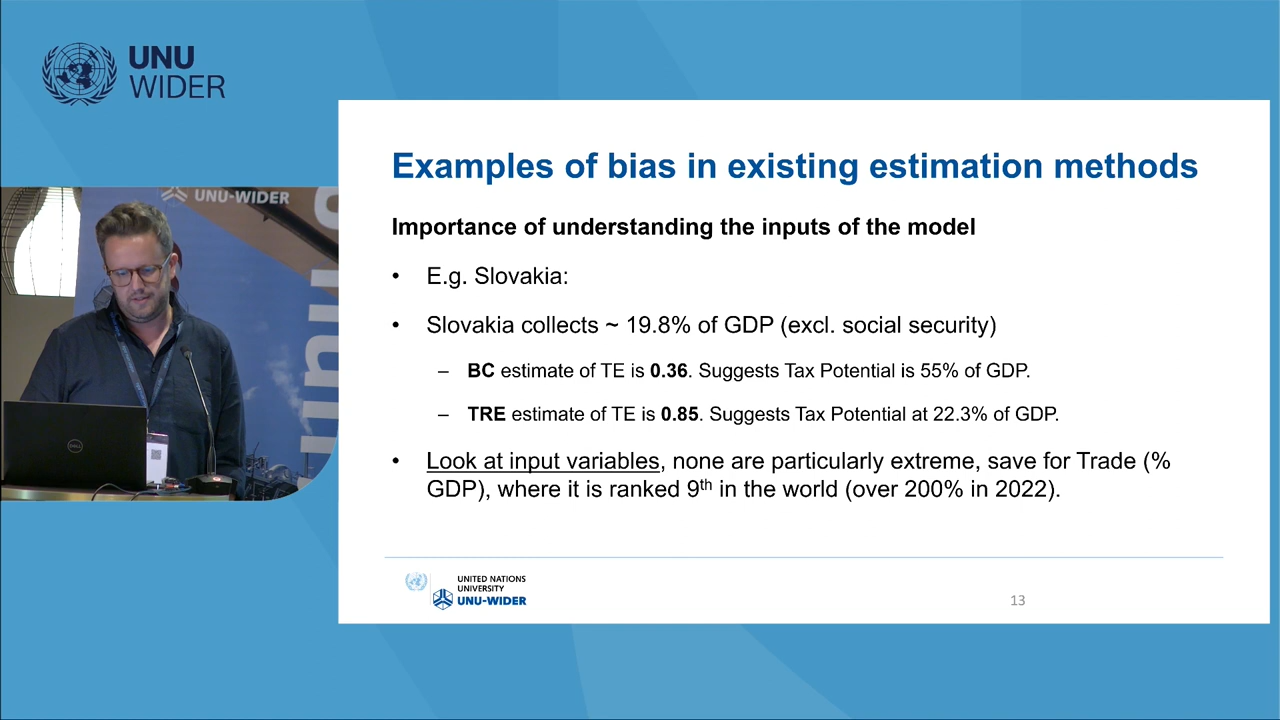 UNU
WIDER
Examples of bias in existing estimation methods
Importance of understanding the inputs of the model
• E.g. Slovakia:
• Slovakia collects ~ 19.8% of GDP (excl. social security)
– BC estimate of TE is 0.36. Suggests Tax Potential is 55% of GDP.
– TRE estimate of TE is 0.85. Suggests Tax Potential at 22.3% of GDP.
• Look at input variables, none are particularly extreme, save for Trade (%
GDP), where it is ranked 9th in the world (over 200% in 2022).
UNITED NATIONS
UNIVERSITY
UNU-WIDER
13
UNU-WIDER
DELL